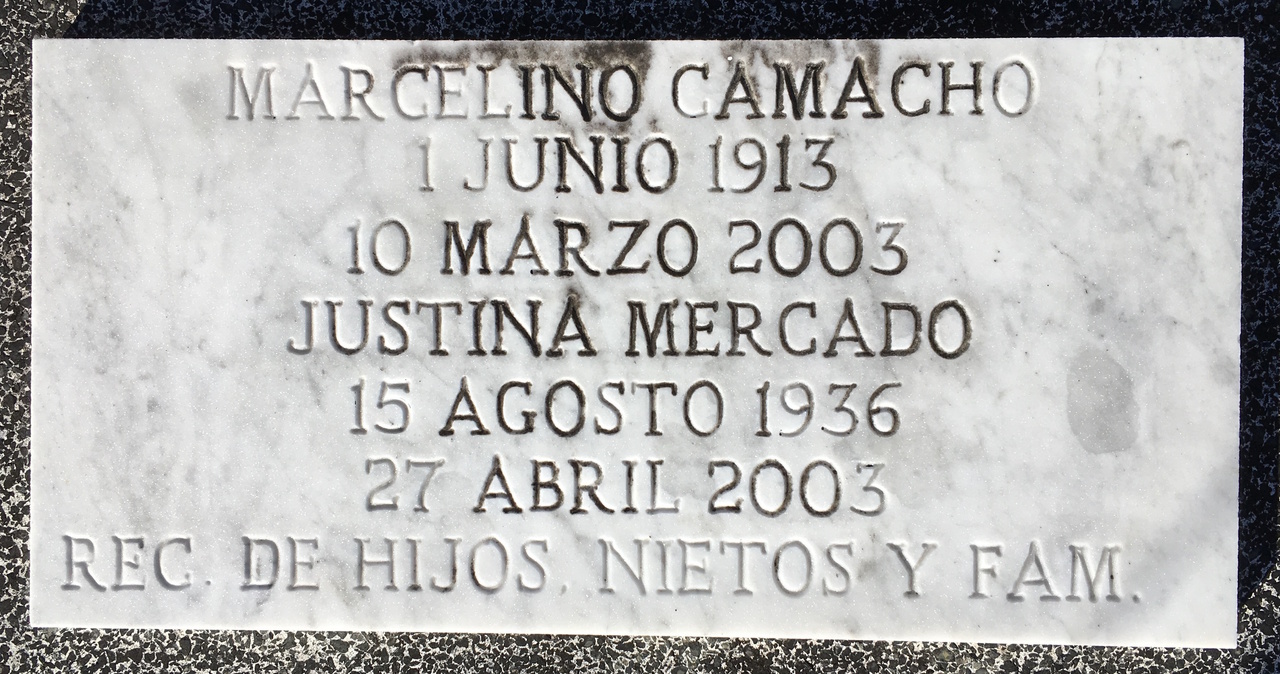 MARCELINO CAMACHO
1 JUNIO 1913
10 MARZO 2003
JUSTINA MERCADO
15 AGOSTO 1936
27 ABRIL 2003
REC. DE HIJOS, NIETOS Y FAM.